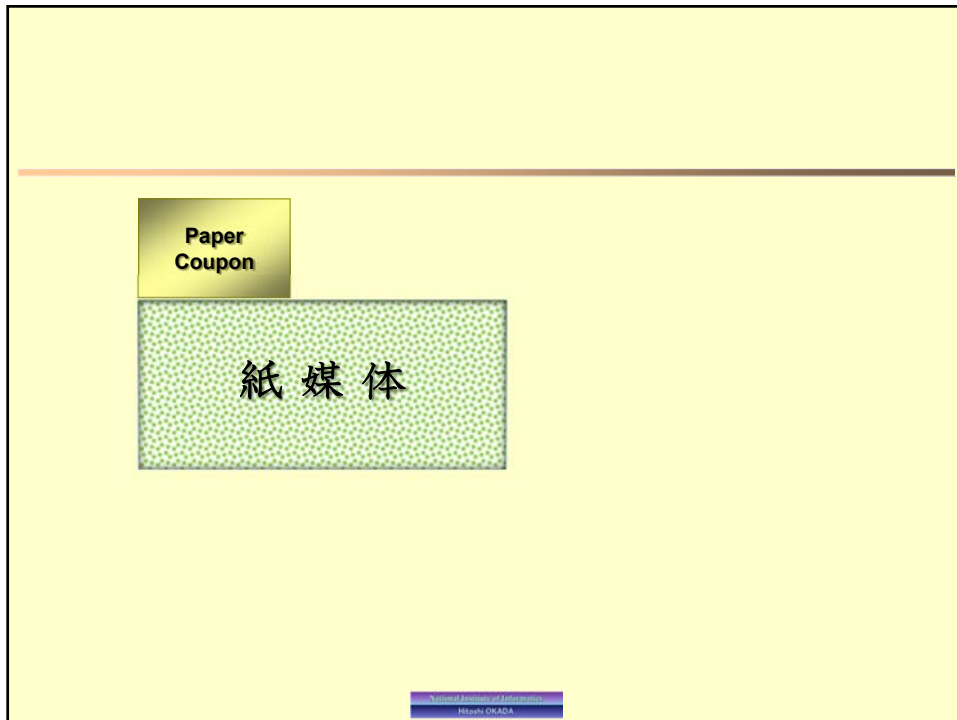 Paper
Coupon
紙 媒 体
National Institute of Informatics
Hitoshi OKADA